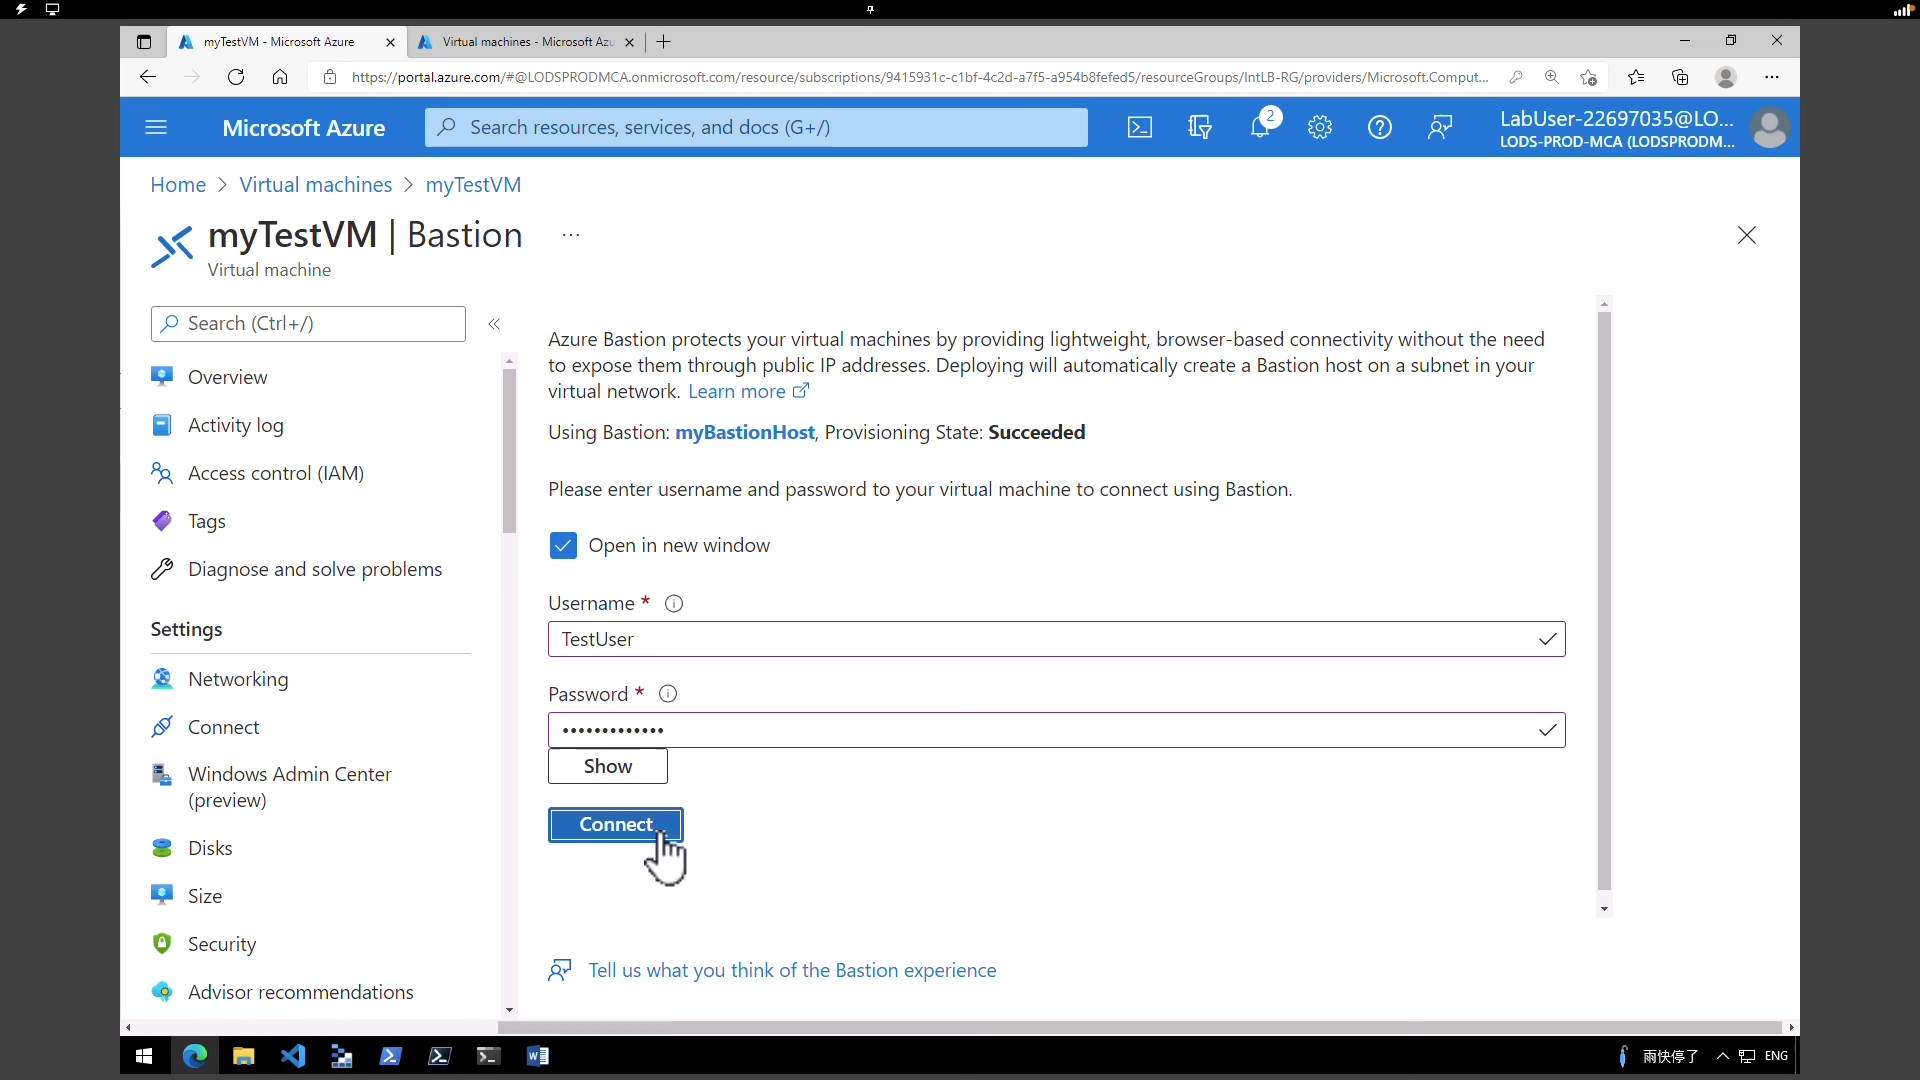 myTestVM - Microsoft Azure
Virtual machines - Microsoft Azu
https://portal.azure.com/#@LODSPRODMCA.onmicrosoft.com/resource/subscriptions/9415931c-c1bf-4c2d-a7f5-a954b8fefed5/resourceGroups/IntLB-RG/providers/Microsoft.Comput...
Microsoft Azure
Search resources, services, and docs (G+/)
2
LabUser-22697035@LO...
LODS-PROD-MCA (LODSPRODM...
Home > Virtual machines > myTestVM
myTestVM | Bastion ...
Virtual machine
Search (Ctrl+/)
Overview
Activity log
Access control (IAM)
Tags
Diagnose and solve problems
Settings
Networking
Connect
Windows Admin Center
(preview)
Disks
Size
Security
Advisor recommendations
Azure Bastion protects your virtual machines by providing lightweight, browser-based connectivity without the need
to expose them through public IP addresses. Deploying will automatically create a Bastion host on a subnet in your
virtual network. Learn more
Using Bastion: myBastionHost, Provisioning State: Succeeded
Please enter username and password to your virtual machine to connect using Bastion.
Open in new window
Username *
TestUser
Password *
•••••••••••••
Show
Connect
Tell us what you think of the Bastion experience
雨快停了
ENG